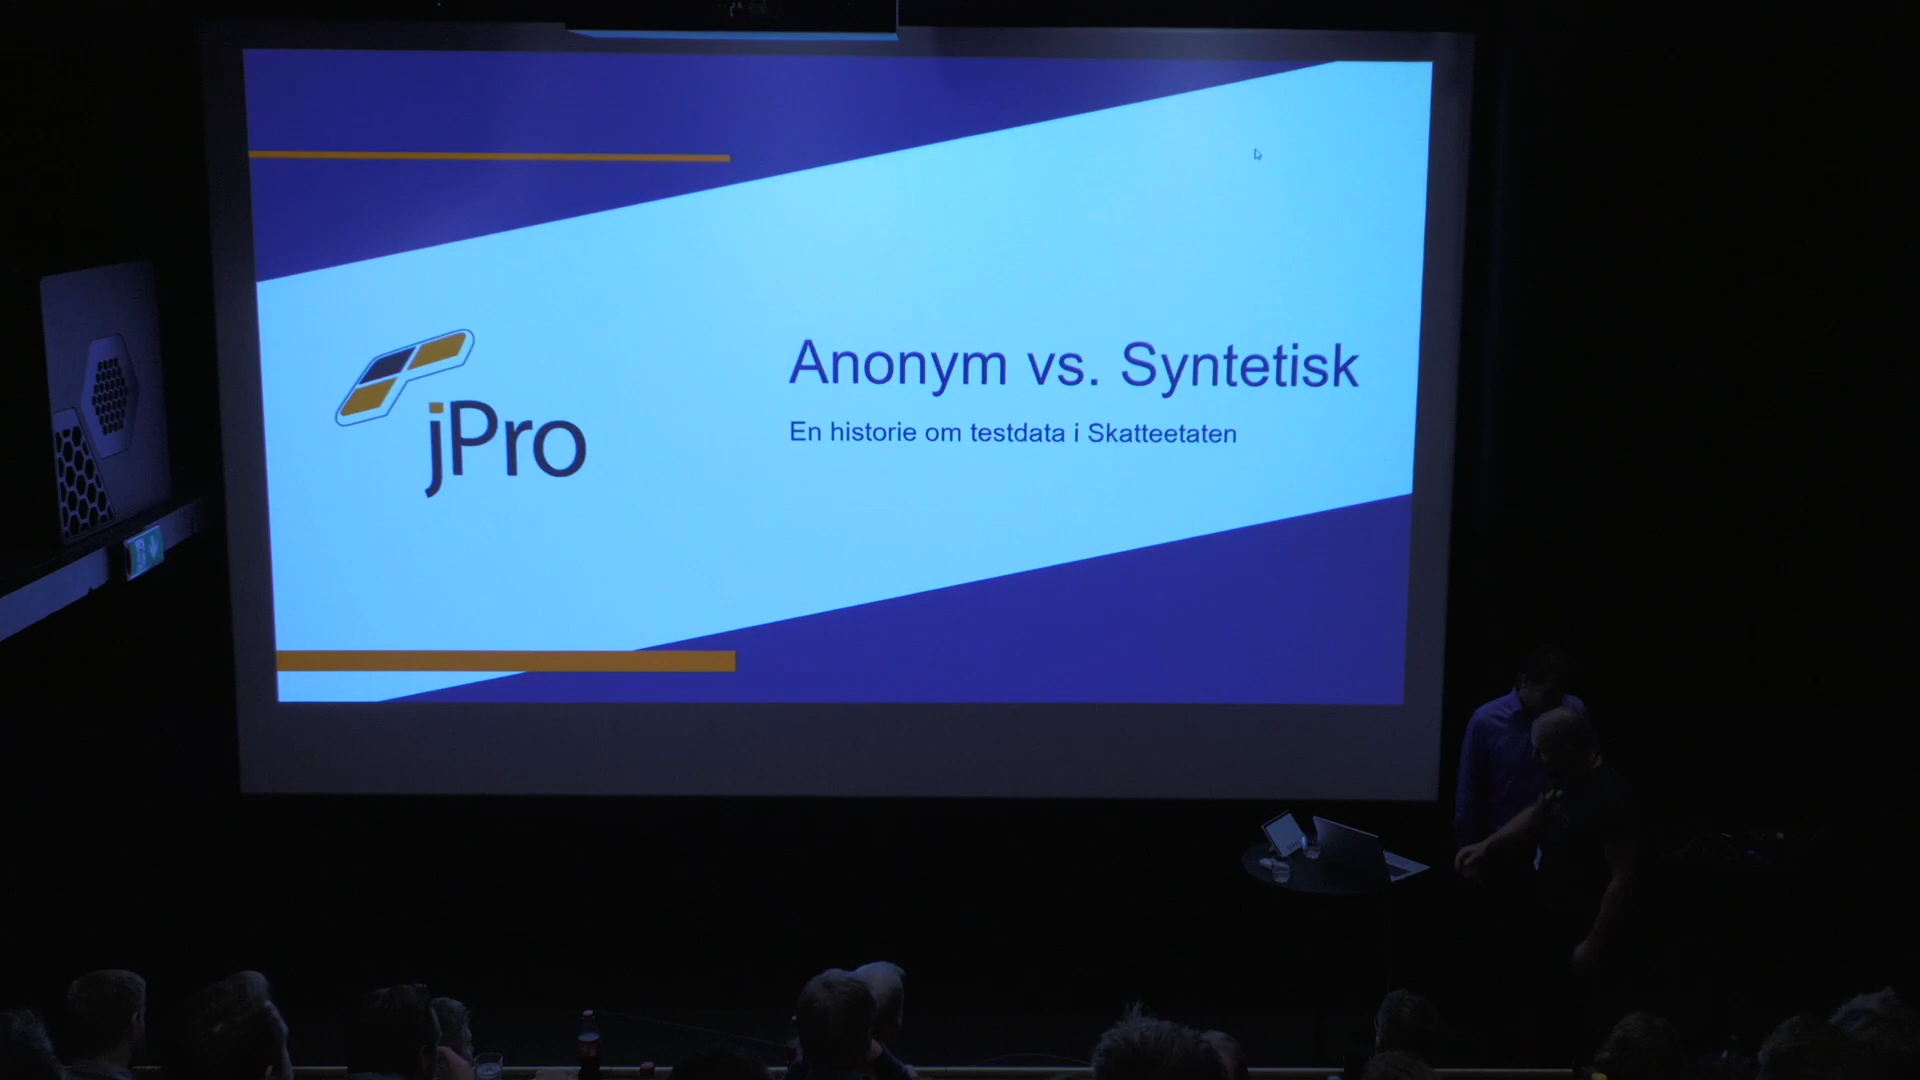 jPro
Anonym vs. Syntetisk
En historie om testdata i Skatteetaten